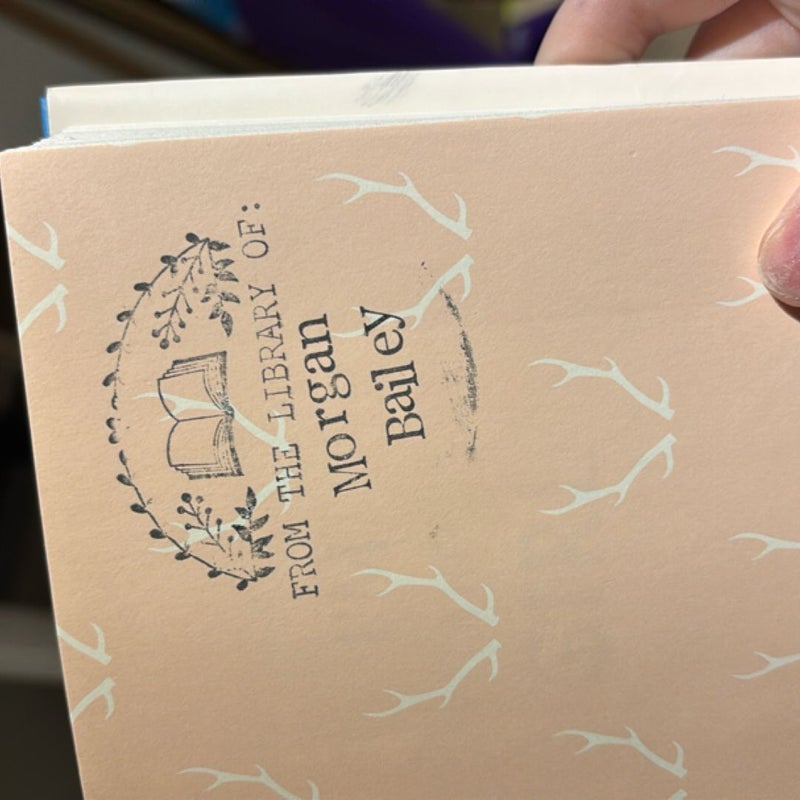 FROM THE LIBRARY OF:
Morgan
Bailey